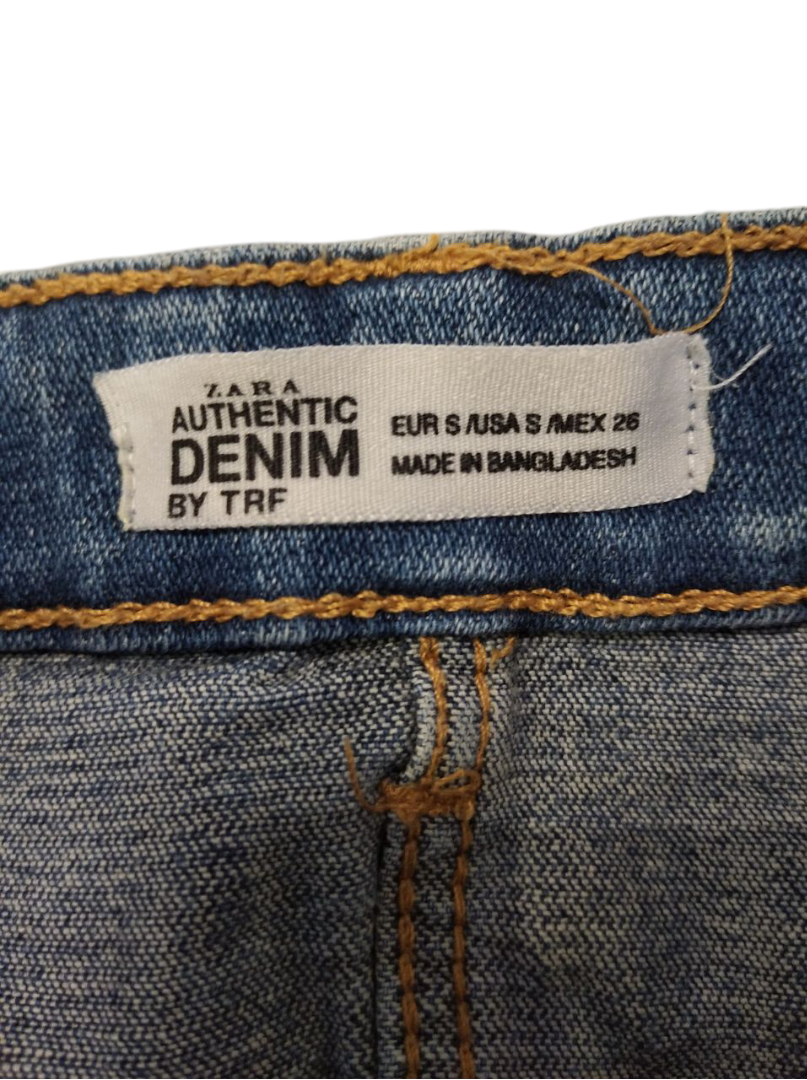 ZARA
AUTHENTIC
DENIM
BY TRF
EUR S /USA S /MEX 26
MADE IN BANGLADESH